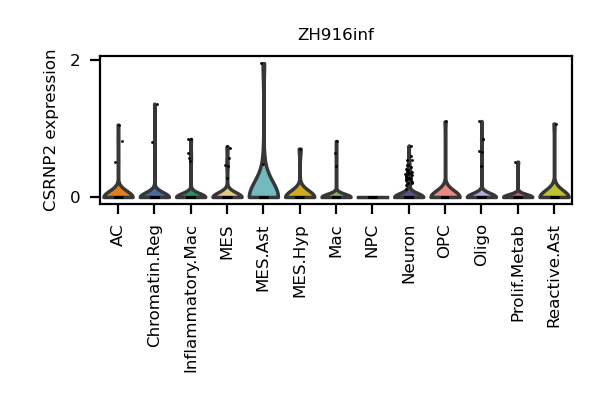 ZH916inf
CSRNP2 expression
2
0
AC
Chromatin.Reg
Inflammatory.Mac
MES
MES.Ast
MES.Hyp
Mac
NPC
Neuron
OPC
Oligo
Prolif.Metab
Reactive.Ast